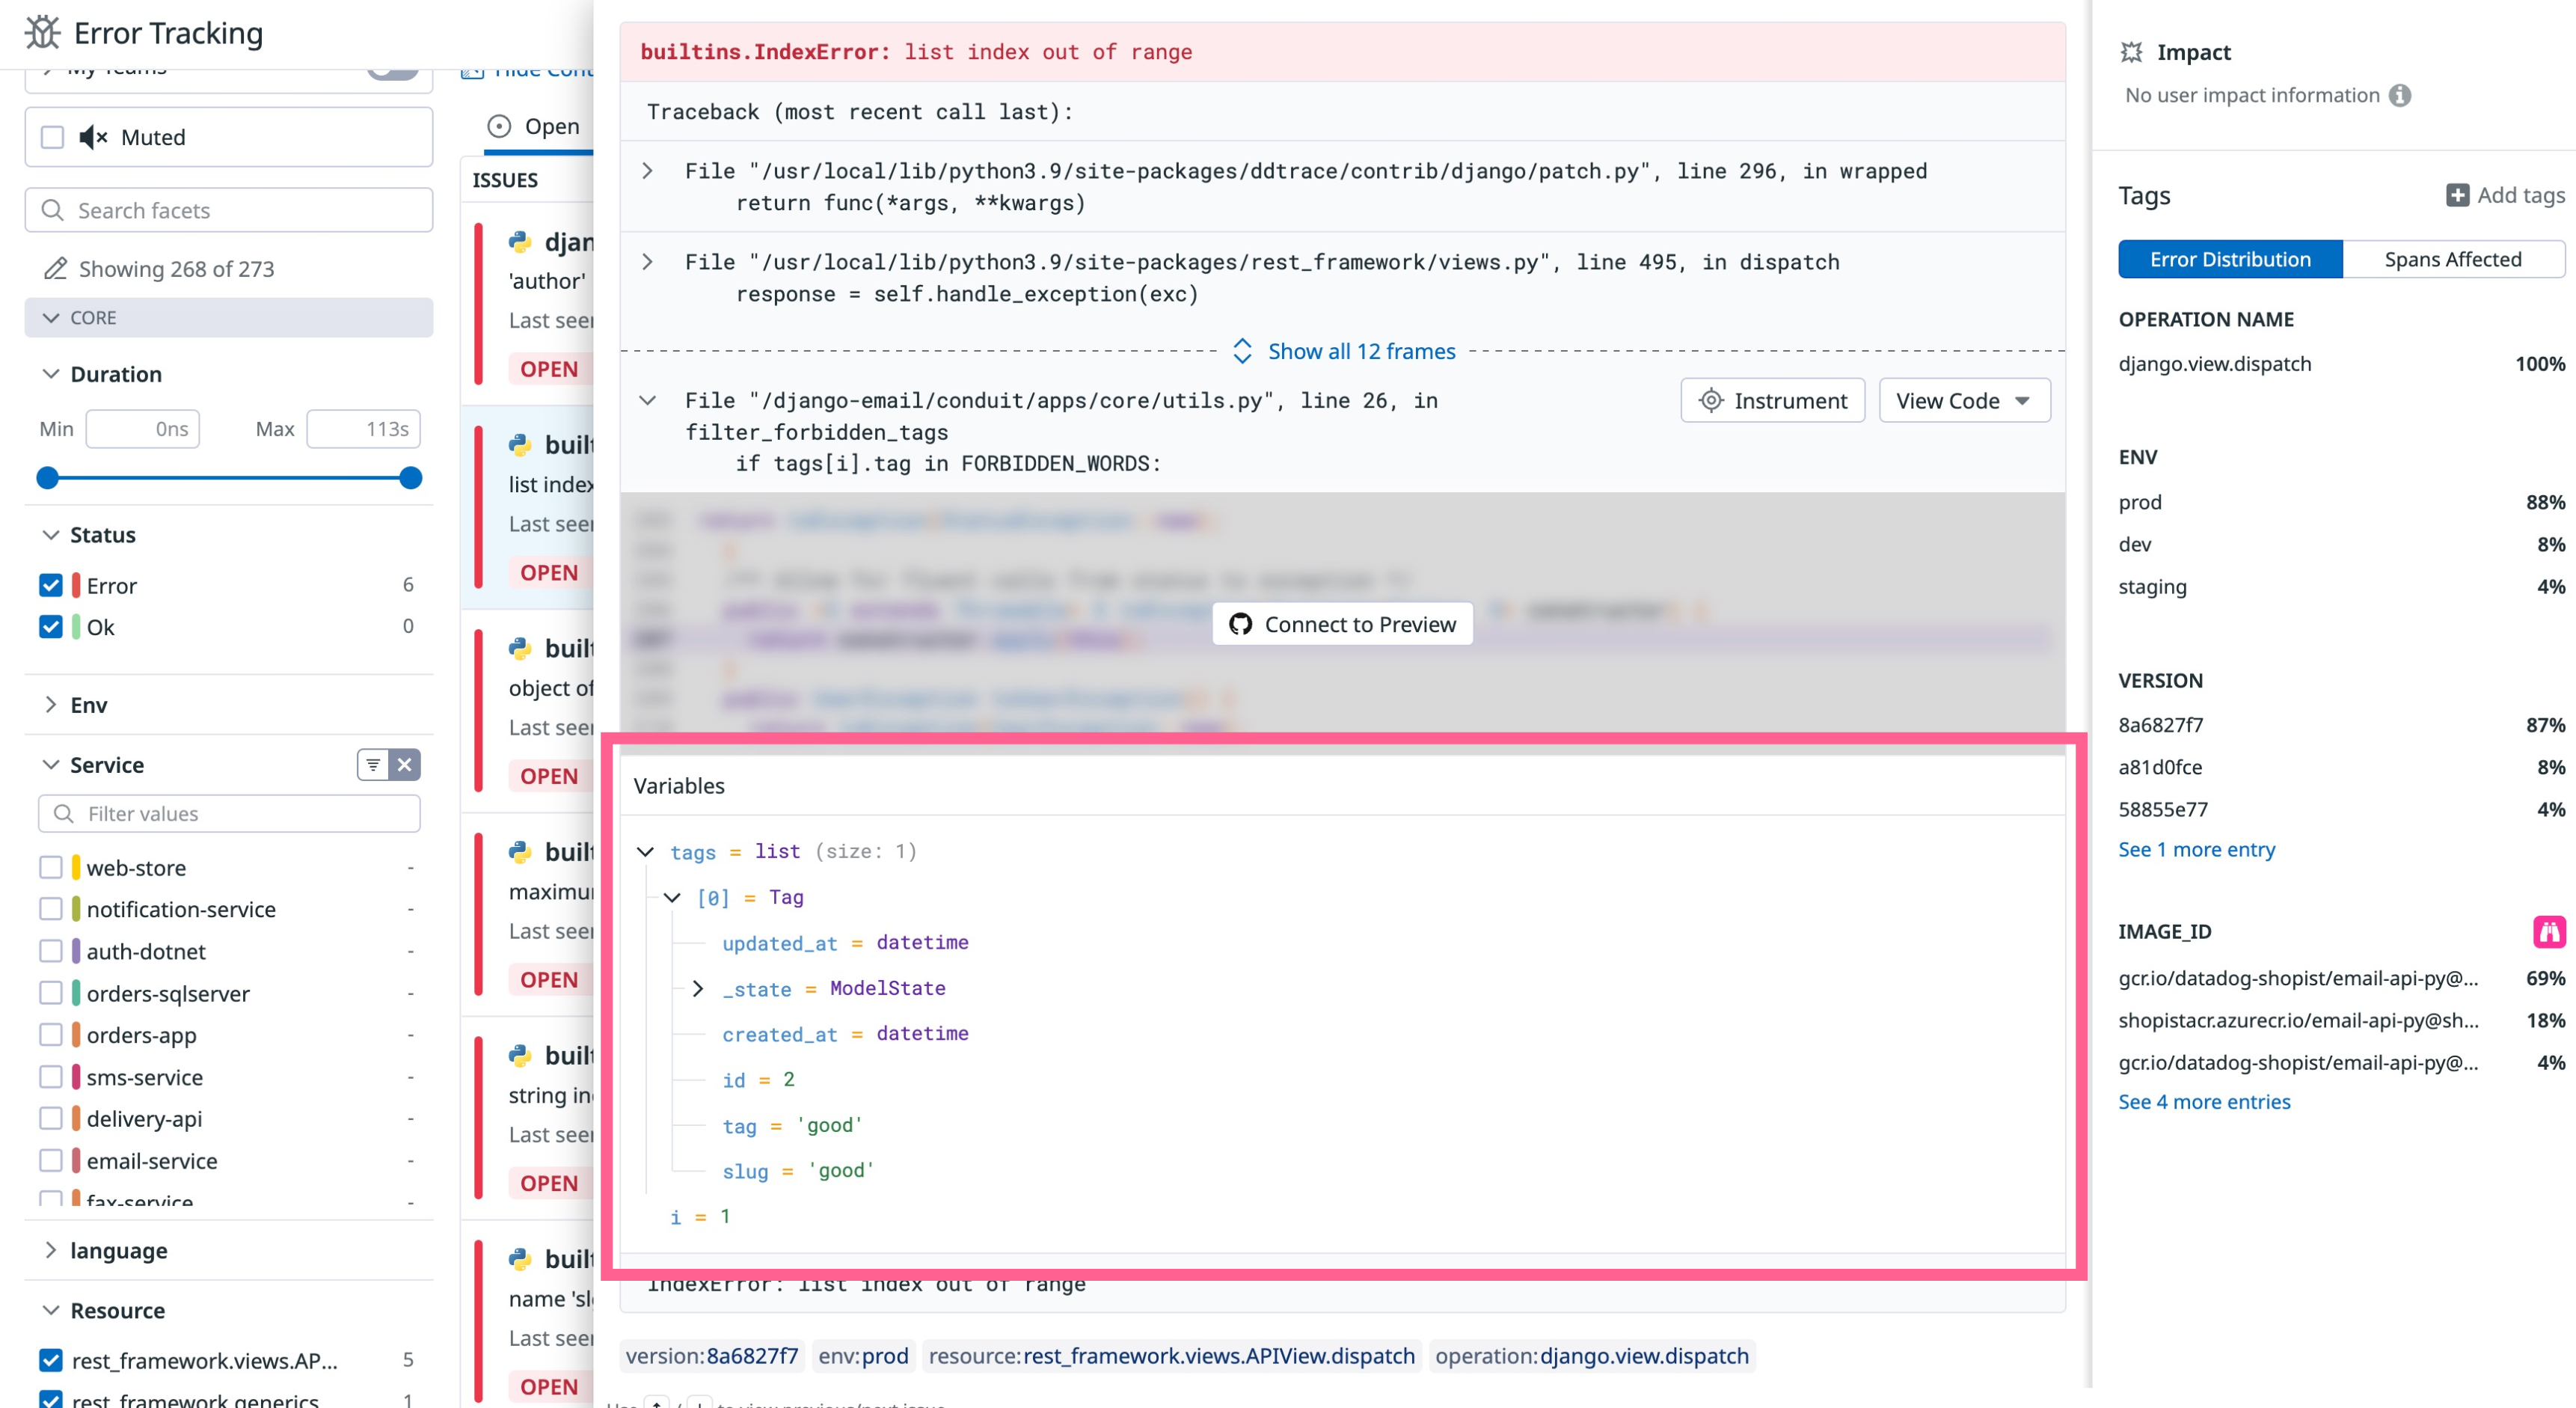 Error Tracking
My Teams
Muted
Search facets
Showing 268 of 273
CORE
Duration
Min 0ns Max 113s
Status
Error 6
Ok 0
Env
Service
Filter values
web-store -
notification-service -
auth-dotnet -
orders-sqlserver -
orders-app -
sms-service -
delivery-api -
email-service -
fax-service -
language
Resource
rest_framework.views.AP... 5
rest_framework.generics 1
Hide Cont
Open
ISSUES
djan
'author'
Last seen
OPEN
built
list index
Last seen
OPEN
built
object of
Last seen
OPEN
built
maximu
Last seen
OPEN
built
string in
Last seen
OPEN
built
name 'sl
Last seen
OPEN
builtins.IndexError: list index out of range
Traceback (most recent call last):
File "/usr/local/lib/python3.9/site-packages/ddtrace/contrib/django/patch.py", line 296, in wrapped
return func(*args, **kwargs)
File "/usr/local/lib/python3.9/site-packages/rest_framework/views.py", line 495, in dispatch
response = self.handle_exception(exc)
Show all 12 frames
File "/django-email/conduit/apps/core/utils.py", line 26, in
filter_forbidden_tags
if tags[i].tag in FORBIDDEN_WORDS:
Instrument
View Code
Connect to Preview
Variables
tags = list (size: 1)
[0] = Tag
updated_at = datetime
_state = ModelState
created_at = datetime
id = 2
tag = 'good'
slug = 'good'
i = 1
IndexError: list index out of range
version:8a6827f7 env:prod resource:rest_framework.views.APIView.dispatch operation:django.view.dispatch
Use ↑ / ↓ to view previous/next issue
Impact
No user impact information
Tags
Add tags
Error Distribution
Spans Affected
OPERATION NAME
django.view.dispatch 100%
ENV
prod 88%
dev 8%
staging 4%
VERSION
8a6827f7 87%
a81d0fce 8%
58855e77 4%
See 1 more entry
IMAGE_ID
gcr.io/datadog-shopist/email-api-py@... 69%
shopistacr.azurecr.io/email-api-py@sh... 18%
gcr.io/datadog-shopist/email-api-py@... 4%
See 4 more entries